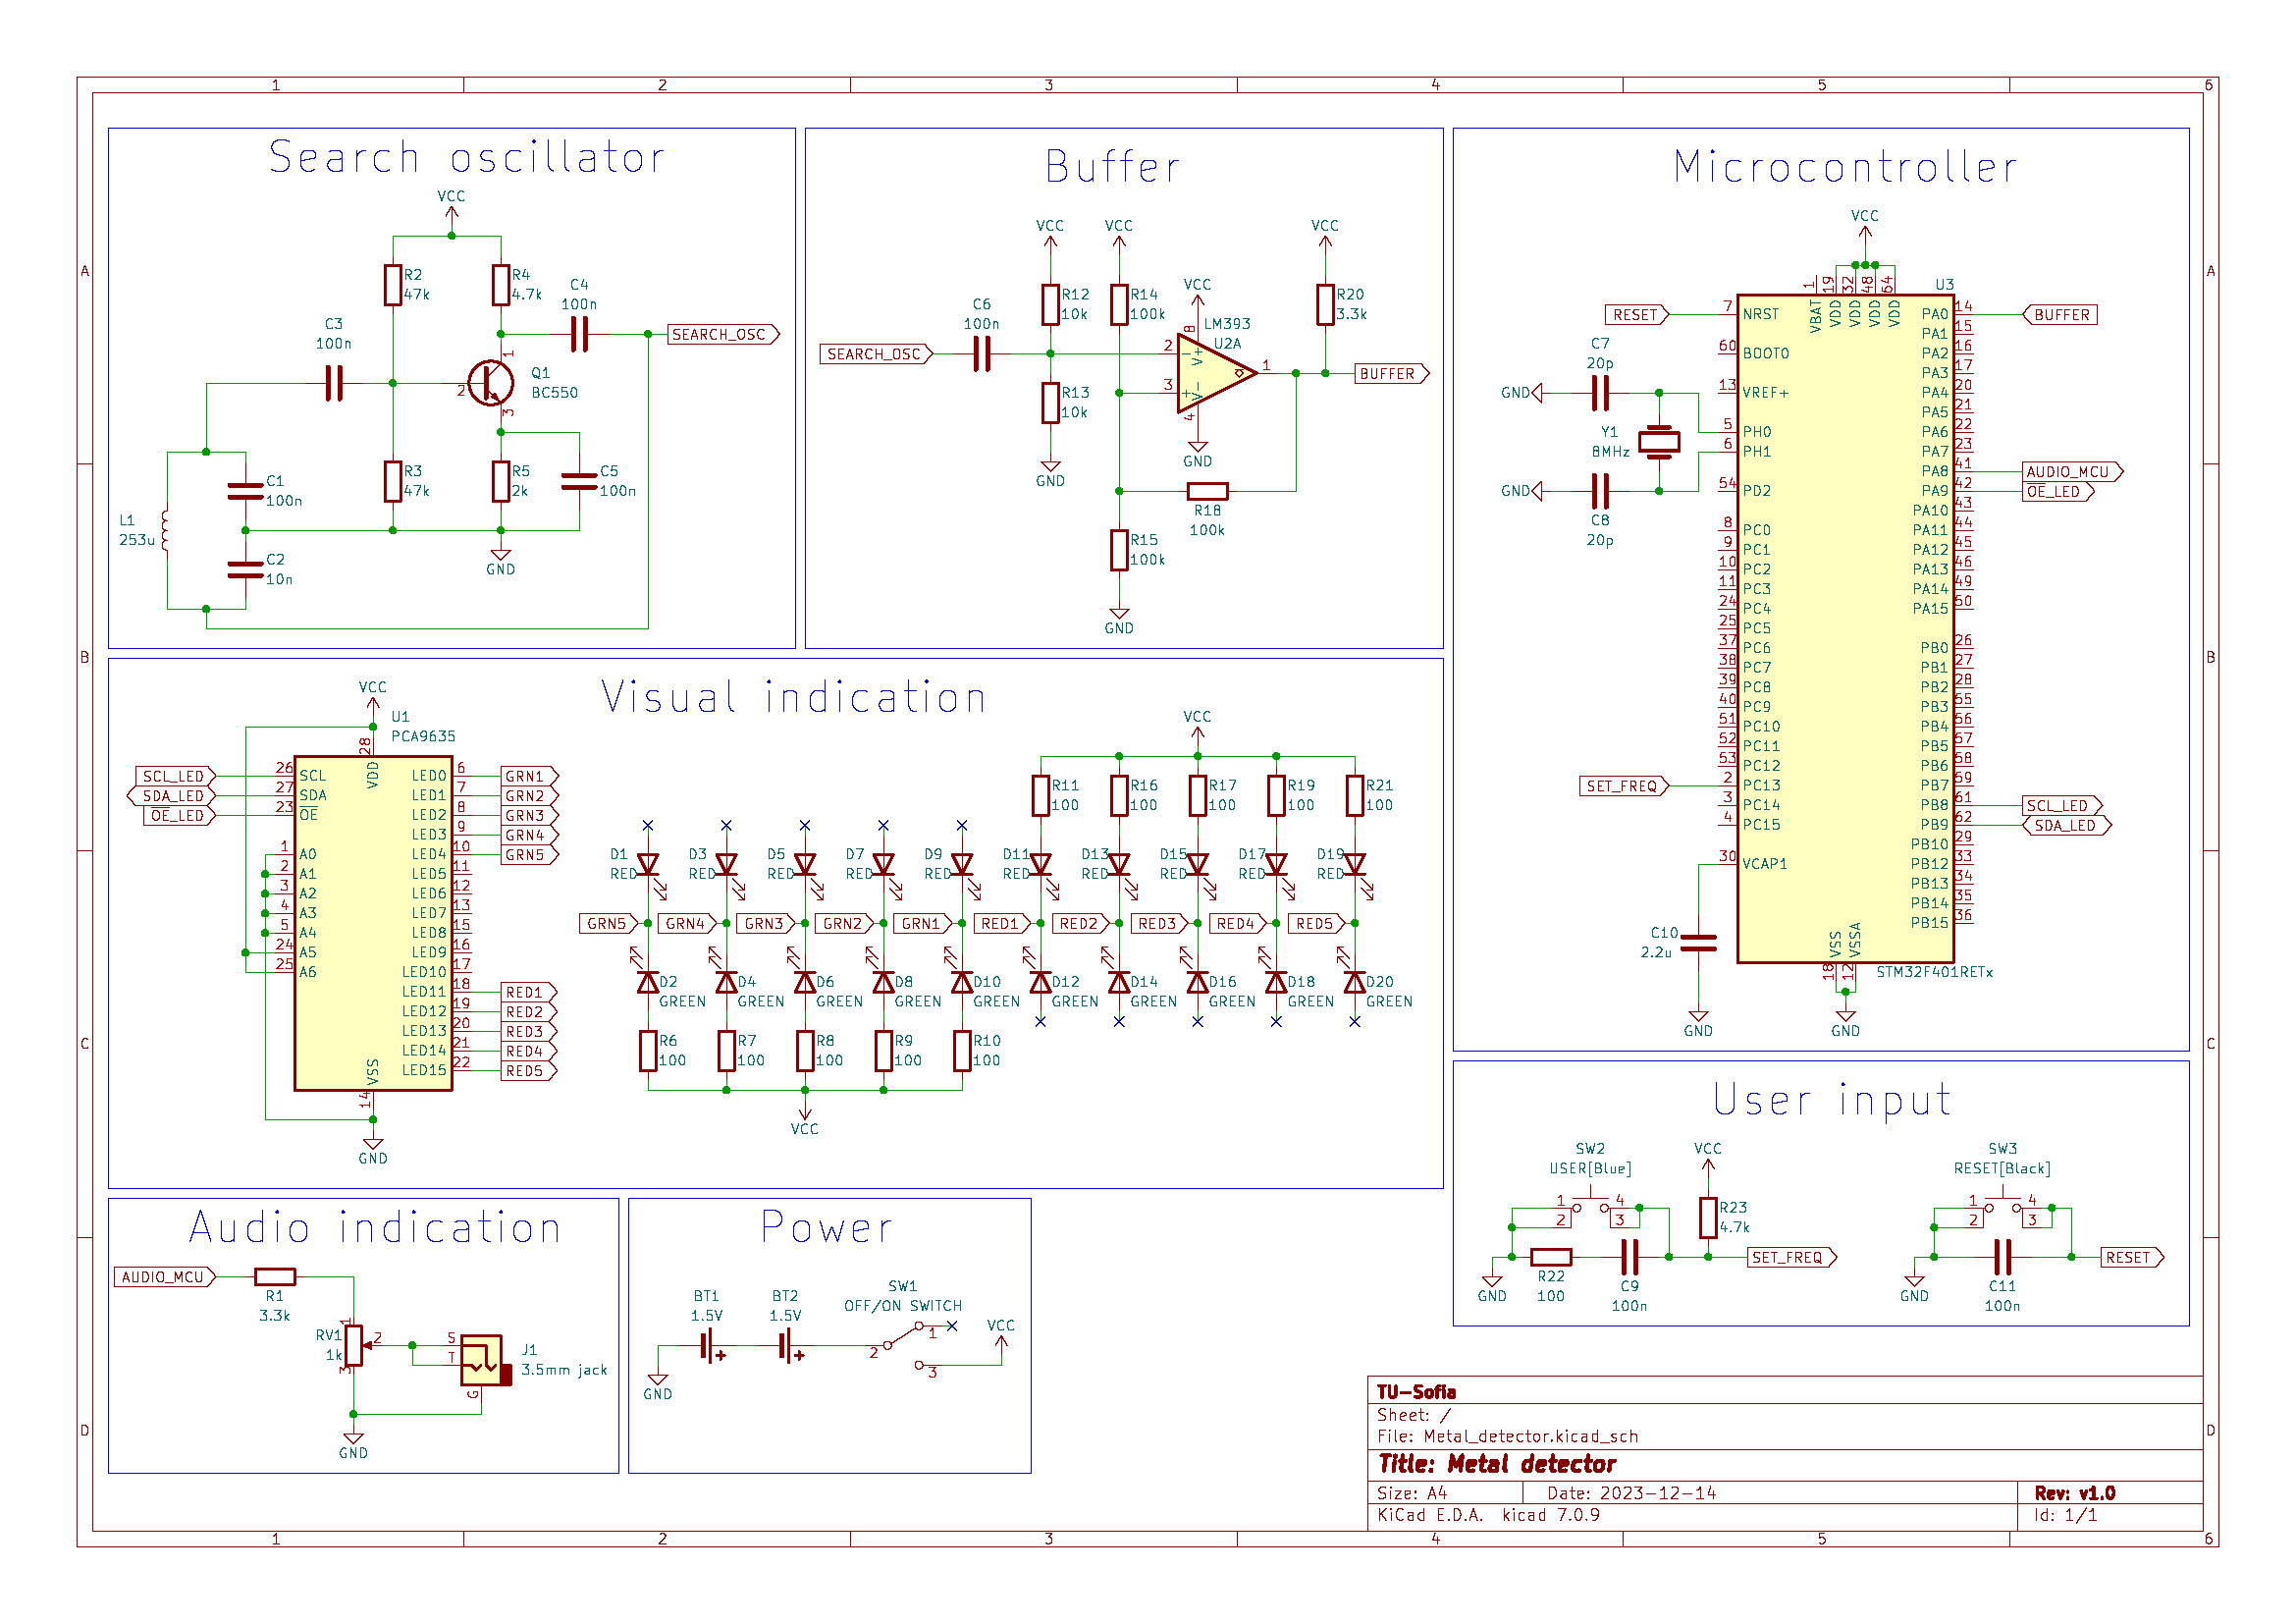 1 2 3 4 5 6
A A
B B
C C
D D
Search oscillator
VCC
R2
47k
R4
4.7k
C4
100n
SEARCH_OSC
C3
100n
1
2
3
Q1
BC550
C1
100n
R3
47k
R5
2k
C5
100n
L1
253u
C2
10n
GND
Buffer
VCC VCC VCC
VCC
R12
10k
R14
100k
R20
3.3k
C6
100n
SEARCH_OSC
LM393
U2A
8
2
3
1
4
-
+
V+
V-
BUFFER
R13
10k
GND
GND
R18
100k
R15
100k
GND
Microcontroller
VCC
U3
1 19 32 48 64
VBAT VDD VDD VDD VDD
RESET
7 NRST
60 BOOT0
13 VREF+
5 PH0
6 PH1
54 PD2
8 PC0
9 PC1
10 PC2
11 PC3
24 PC4
25 PC5
37 PC6
38 PC7
39 PC8
40 PC9
51 PC10
52 PC11
53 PC12
2 PC13
3 PC14
4 PC15
30 VCAP1
C7
20p
GND
Y1
8MHz
GND
C8
20p
SET_FREQ
C10
2.2u
GND
PA0 14
PA1 15
PA2 16
PA3 17
PA4 20
PA5 21
PA6 22
PA7 23
PA8 41
PA9 42
PA10 43
PA11 44
PA12 45
PA13 46
PA14 49
PA15 50
PB0 26
PB1 27
PB2 28
PB3 55
PB4 56
PB5 57
PB6 58
PB7 59
PB8 61
PB9 62
PB10 29
PB12 33
PB13 34
PB14 35
PB15 36
BUFFER
AUDIO_MCU
OE_LED
SCL_LED
SDA_LED
VSS VSSA
18 12
STM32F401RETx
GND
Visual indication
VCC
U1
PCA9635
28
VDD
SCL_LED 26 SCL
SDA_LED 27 SDA
OE_LED 23 OE
1 A0
2 A1
3 A2
4 A3
5 A4
24 A5
25 A6
LED0 6 GRN1
LED1 7 GRN2
LED2 8 GRN3
LED3 9 GRN4
LED4 10 GRN5
LED5 11
LED6 12
LED7 13
LED8 15
LED9 16
LED10 17
LED11 18 RED1
LED12 19 RED2
LED13 20 RED3
LED14 21 RED4
LED15 22 RED5
VSS
14
GND
VCC
R11 R16 R17 R19 R21
100 100 100 100 100
D1 D3 D5 D7 D9 D11 D13 D15 D17 D19
RED RED RED RED RED RED RED RED RED RED
GRN5 GRN4 GRN3 GRN2 GRN1 RED1 RED2 RED3 RED4 RED5
D2 D4 D6 D8 D10 D12 D14 D16 D18 D20
GREEN GREEN GREEN GREEN GREEN GREEN GREEN GREEN GREEN GREEN
R6 R7 R8 R9 R10
100 100 100 100 100
VCC
User input
SW2
USER[Blue]
1 4
2 3
VCC
R23
4.7k
SET_FREQ
GND
R22
100
C9
100n
SW3
RESET[Black]
1 4
2 3
RESET
GND
C11
100n
Audio indication
AUDIO_MCU
R1
3.3k
RV1
1k
1
2
3
S
T
G
J1
3.5mm jack
GND
Power
BT1
1.5V
BT2
1.5V
SW1
OFF/ON SWITCH
1
2
3
VCC
GND
TU-Sofia
Sheet: /
File: Metal_detector.kicad_sch
Title: Metal detector
Size: A4 Date: 2023-12-14 Rev: v1.0
KiCad E.D.A. kicad 7.0.9 Id: 1/1
1 2 3 4 5 6